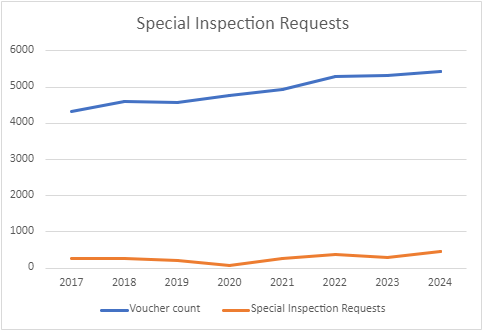 Special Inspection Requests
6000
5000
4000
3000
2000
1000
0
2017 2018 2019 2020 2021 2022 2023 2024
Voucher count Special Inspection Requests